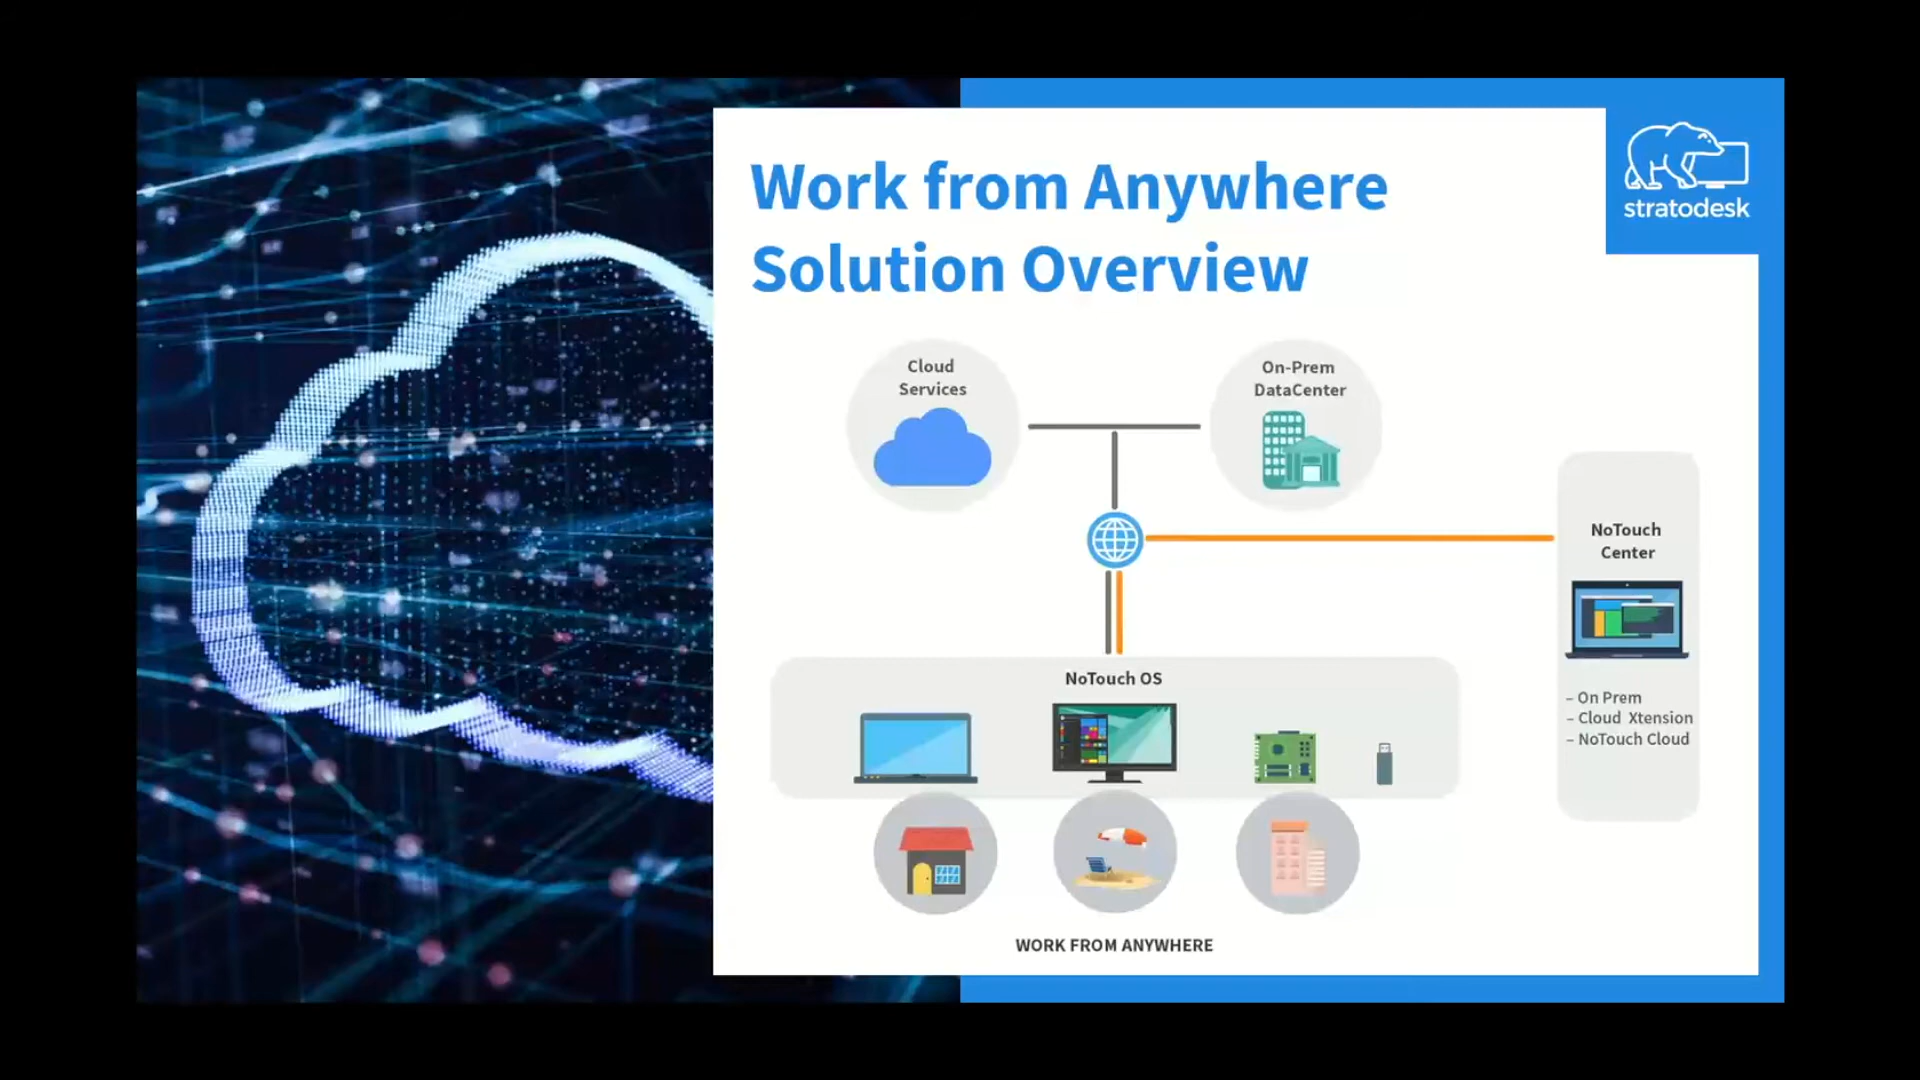 stratodesk
Work from Anywhere
Solution Overview
Cloud
Services
On-Prem
DataCenter
NoTouch
Center
– On Prem
– Cloud Xtension
– NoTouch Cloud
NoTouch OS
WORK FROM ANYWHERE